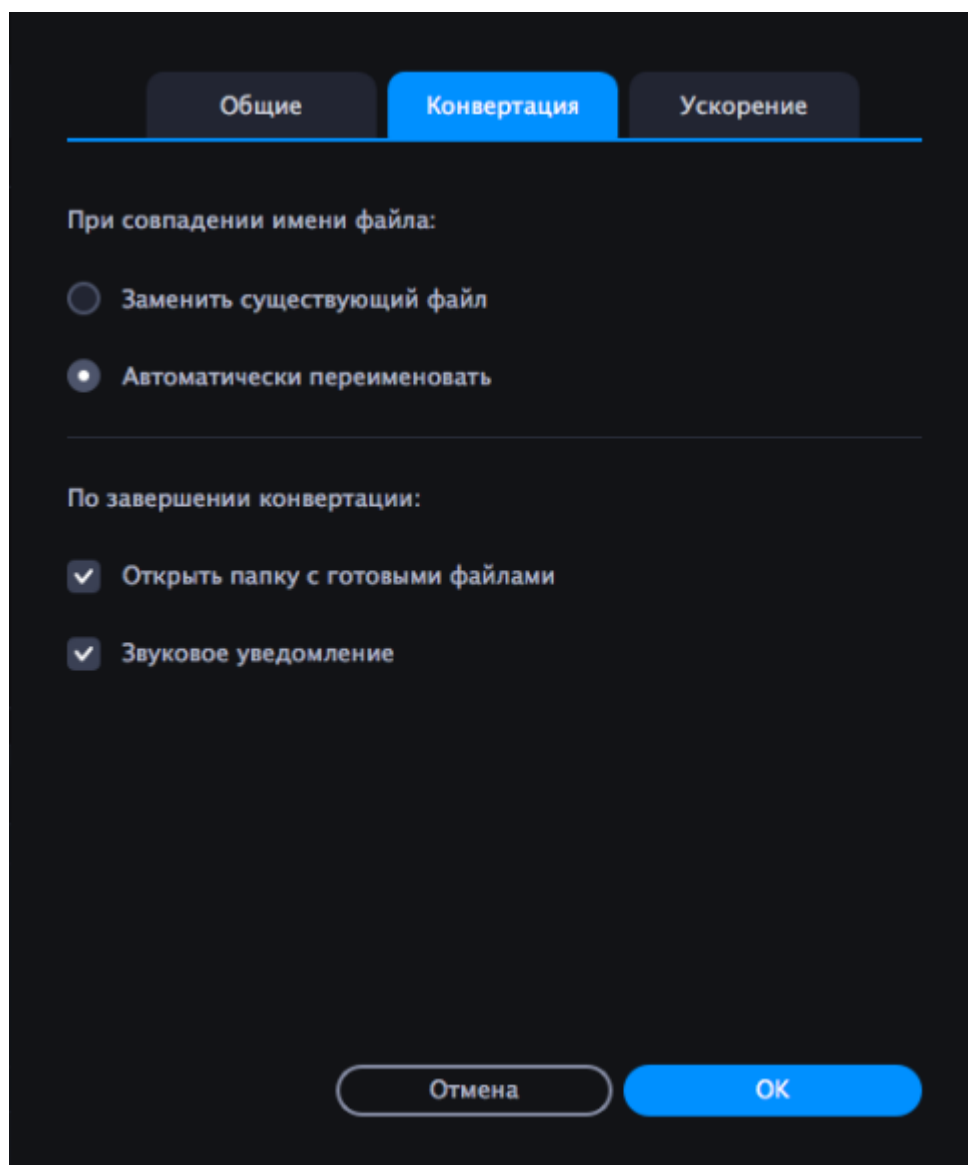 Общие Конвертация Ускорение
При совпадении имени файла:
Заменить существующий файл
Автоматически переименовать
По завершении конвертации:
Открыть папку с готовыми файлами
Звуковое уведомление
Отмена OK